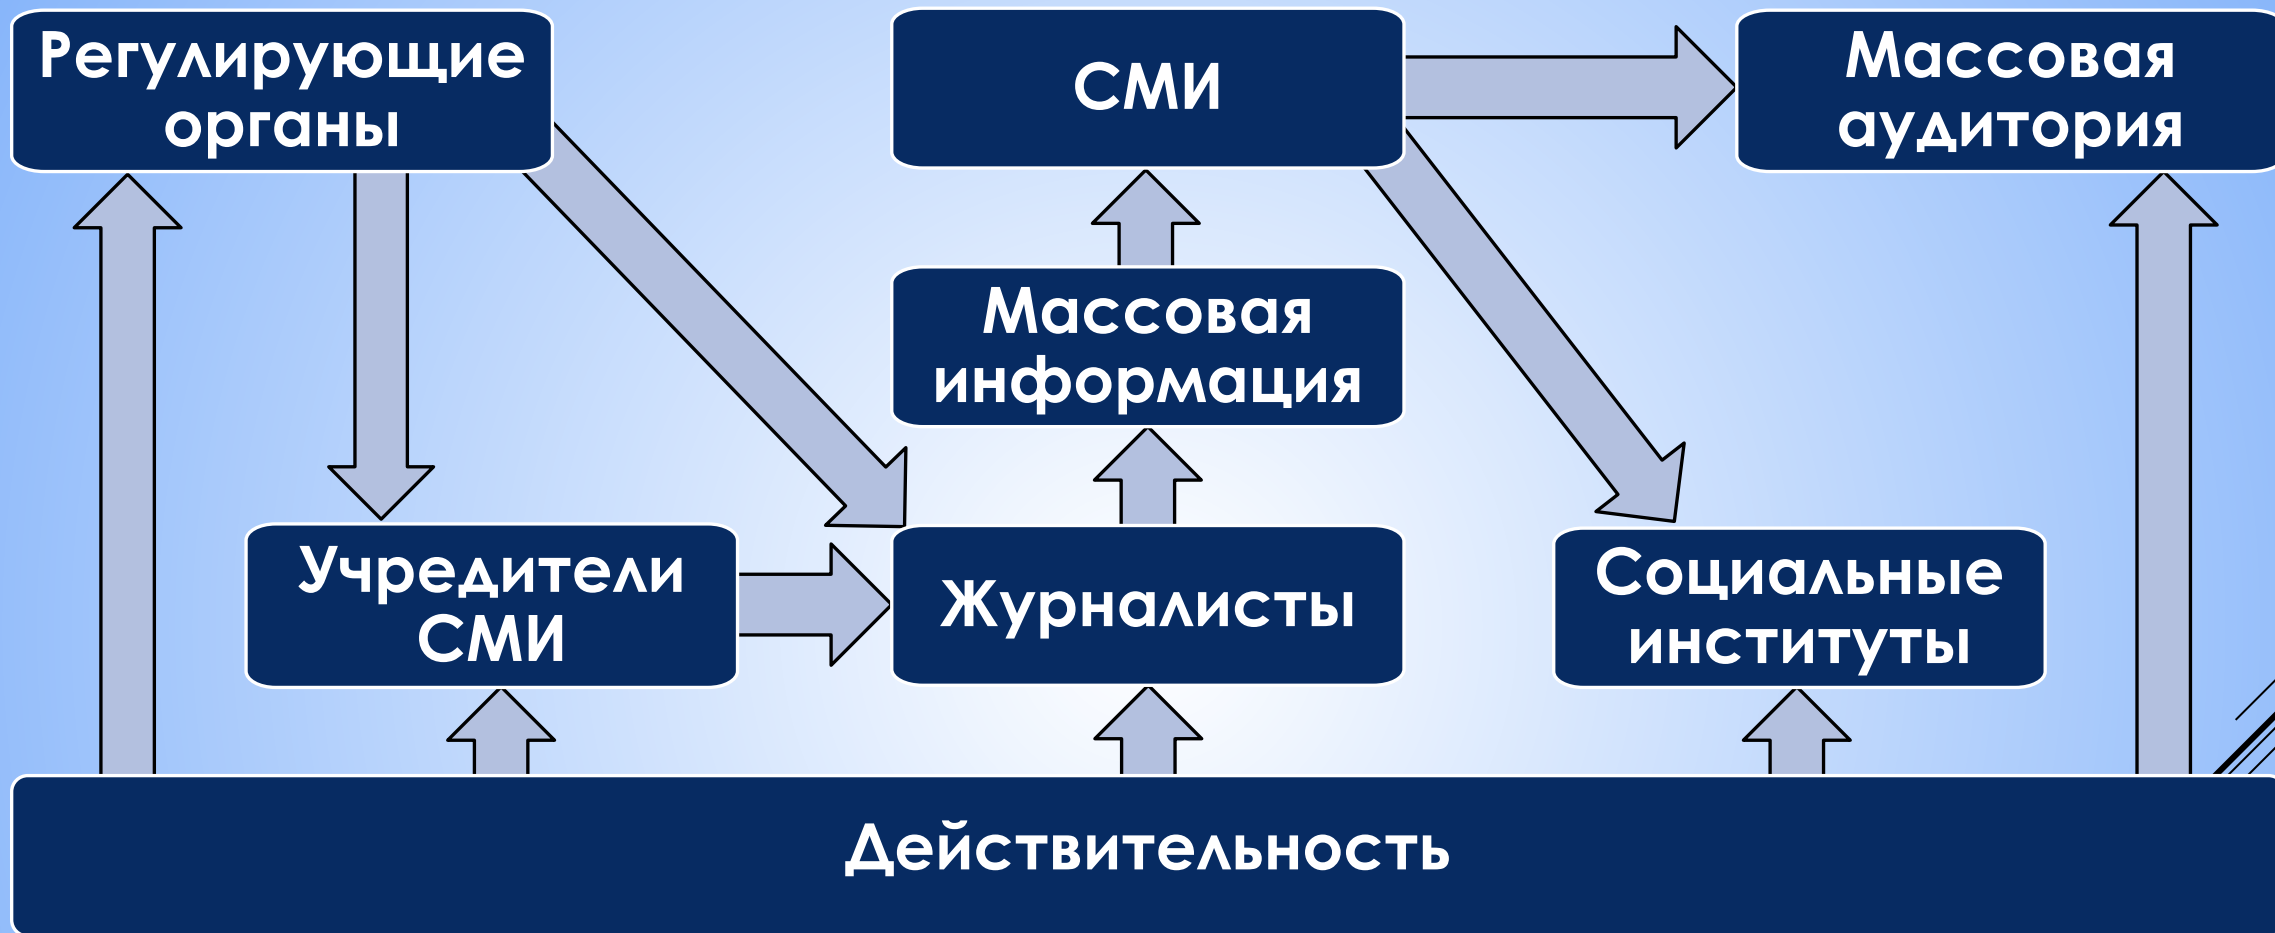 Регулирующие
органы
СМИ
Массовая
аудитория
Массовая
информация
Учредители
СМИ
Журналисты
Социальные
институты
Действительность